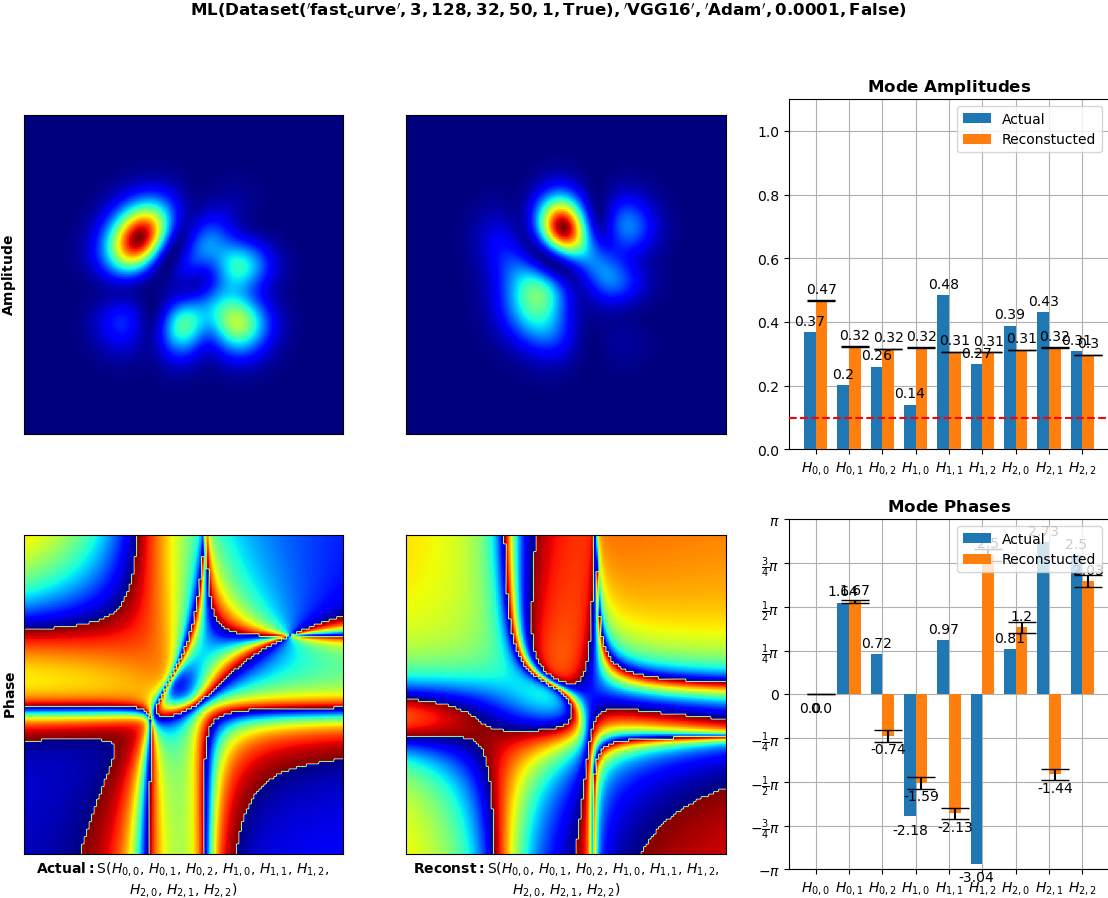 ML(Dataset('fast_curve', 3, 128, 32, 50, 1, True), 'VGG16', 'Adam', 0.0001, False)
Mode Amplitudes
Actual
Reconstucted
1.0
0.8
0.6
0.4
0.2
0.0
0.37
0.47
0.2
0.32
0.26
0.32
0.14
0.32
0.48
0.31
0.27
0.31
0.39
0.31
0.43
0.32
0.31
0.3
H0,0 H0,1 H0,2 H1,0 H1,1 H1,2 H2,0 H2,1 H2,2
Amplitude
Mode Phases
Actual
Reconstucted
π
3/4π
1/2π
1/4π
0
−1/4π
−1/2π
−3/4π
−π
0.0
0.0
1.64
1.67
0.72
-0.74
-2.18
-1.59
0.97
-2.13
-3.04
2.5
0.81
1.2
2.73
-1.44
2.5
H0,0 H0,1 H0,2 H1,0 H1,1 H1,2 H2,0 H2,1 H2,2
Phase
Actual: S(H0,0, H0,1, H0,2, H1,0, H1,1, H1,2,
H2,0, H2,1, H2,2)
Reconst: S(H0,0, H0,1, H0,2, H1,0, H1,1, H1,2,
H2,0, H2,1, H2,2)